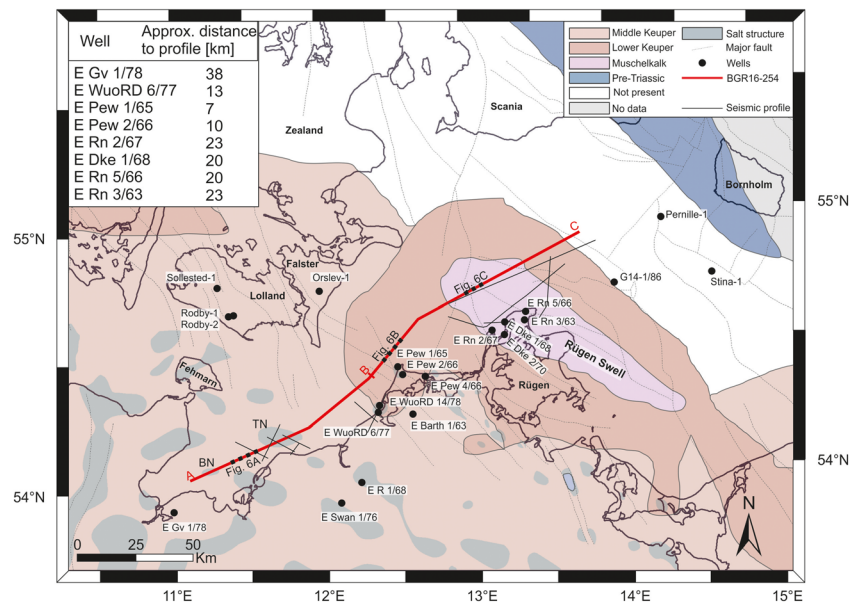 Well Approx. distance
to profile [km]
E Gv 1/78 38
E WuoRD 6/77 13
E Pew 1/65 7
E Pew 2/66 10
E Rn 2/67 23
E Dke 1/68 20
E Rn 5/66 20
E Rn 3/63 23
Middle Keuper
Lower Keuper
Muschelkalk
Pre-Triassic
Not present
No data
Salt structure
Major fault
Wells
BGR16-254
Seismic profile
Scania
Zealand
Bornholm
55°N
55°N
Pernille-1
C
Falster
Sollested-1
Orslev-1
Lolland
Fig. 6C
G14-1/86
Stina-1
Rodby-1
Rodby-2
E Rn 5/66
E Rn 3/63
E Rn 2/67
E Dke 1/68
E Dke 2/70
Rügen Swell
Fig. 6B
E Pew 1/65
E Pew 2/66
B
Fehmarn
E Pew 4/66
Rügen
E WuoRD 14/78
TN
E Barth 1/63
E WuoRD 6/77
BN
Fig. 6A
A
54°N
54°N
E R 1/68
E Swan 1/76
E Gv 1/78
N
0 25 50
Km
11°E 12°E 13°E 14°E 15°E